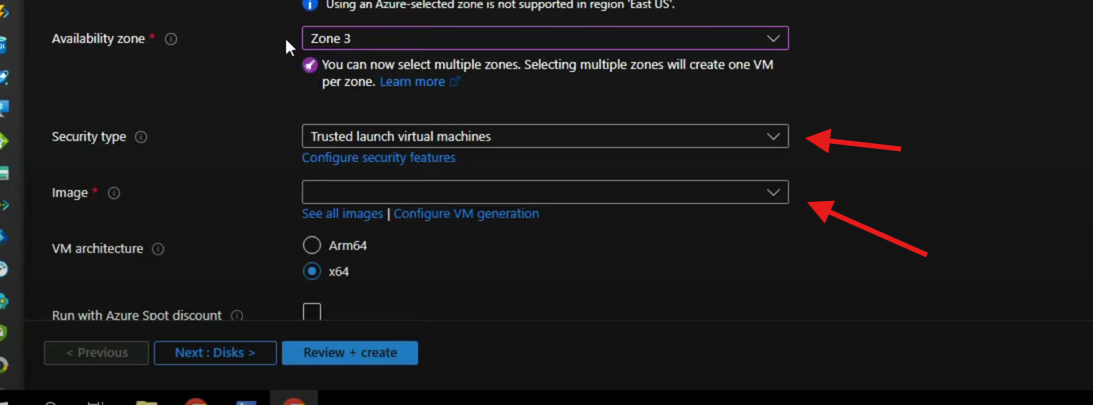 Using an Azure-selected zone is not supported in region 'East US'.
Availability zone *
Zone 3
You can now select multiple zones. Selecting multiple zones will create one VM
per zone. Learn more
Security type
Trusted launch virtual machines
Configure security features
Image *
See all images | Configure VM generation
VM architecture
Arm64
x64
Run with Azure Spot discount
< Previous
Next : Disks >
Review + create